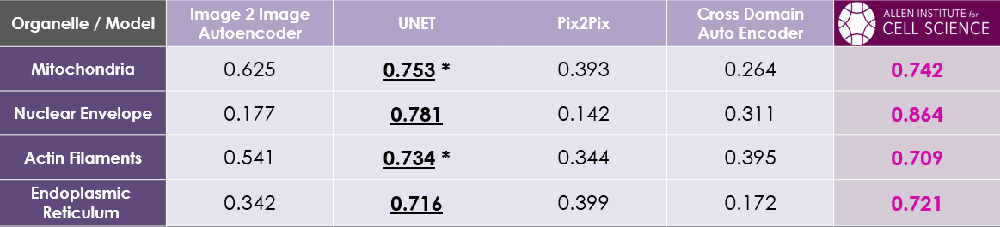 Organelle / Model Image 2 Image Autoencoder UNET Pix2Pix Cross Domain Auto Encoder ALLEN INSTITUTE for CELL SCIENCE
Mitochondria 0.625 0.753 * 0.393 0.264 0.742
Nuclear Envelope 0.177 0.781 0.142 0.311 0.864
Actin Filaments 0.541 0.734 * 0.344 0.395 0.709
Endoplasmic Reticulum 0.342 0.716 0.399 0.172 0.721